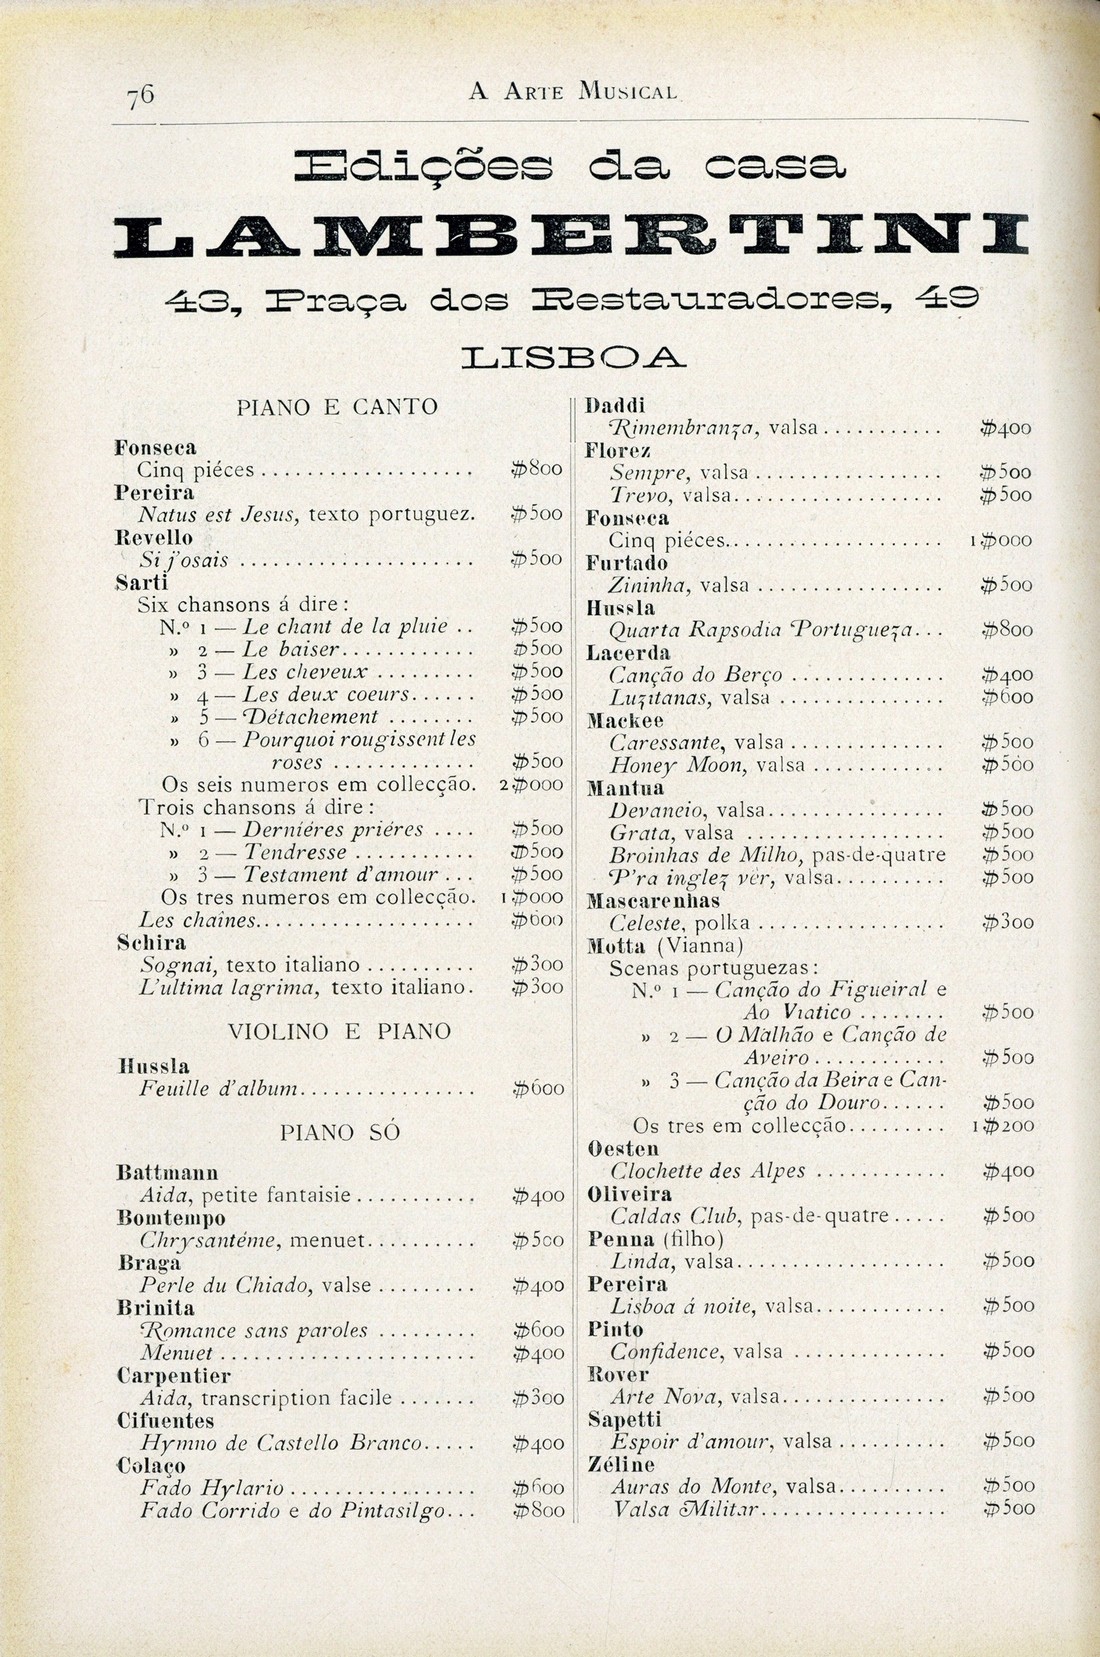 76
A ARTE MUSICAL
Edições da casa
LAMBERTINI
43, Praça dos Restauradores, 49
LISBOA
PIANO E CANTO
Fonseca
Cinq piéces.................... $800
Pereira
Natus est Jesus, texto portuguez. $500
Revello
Si j'osais ...................... $500
Sarti
Six chansons á dire:
N.º 1 — Le chant de la pluie .. $500
» 2 — Le baiser............ $500
» 3 — Les cheveux ......... $500
» 4 — Les deux coeurs...... $500
» 5 — Détachement ........ $500
» 6 — Pourquoi rougissent les
roses ............. $500
Os seis numeros em collecção. 2$000
Trois chansons á dire:
N.º 1 — Derniéres priéres .... $500
» 2 — Tendresse ........... $500
» 3 — Testament d'amour ... $500
Os tres numeros em collecção. 1$000
Les chaînes..................... $600
Schira
Sognai, texto italiano .......... $300
L'ultima lagrima, texto italiano. $300
VIOLINO E PIANO
Hussla
Feuille d'album................ $600
PIANO SÓ
Battmann
Aida, petite fantaisie........... $400
Bomtempo
Chrysantéme, menuet.......... $500
Braga
Perle du Chiado, valse ......... $400
Brinita
Romance sans paroles ......... $600
Menuet ........................ $400
Carpentier
Aida, transcription facile ....... $300
Cifuentes
Hymno de Castello Branco..... $400
Colaço
Fado Hylario .................. $600
Fado Corrido e do Pintasilgo... $800
Daddi
Rimembranza, valsa........... $400
Florez
Sempre, valsa ................. $500
Trevo, valsa................... $500
Fonseca
Cinq piéces.................... 1$000
Furtado
Zininha, valsa ................. $500
Hussla
Quarta Rapsodia Portugueza... $800
Lacerda
Canção do Berço .............. $400
Luzitanas, valsa ............... $600
Mackee
Caressante, valsa .............. $500
Honey Moon, valsa ............ $500
Mantua
Devaneio, valsa................ $500
Grata, valsa .................. $500
Broinhas de Milho, pas-de-quatre $500
P'ra inglez vêr, valsa.......... $500
Mascarenhas
Celeste, polka ................. $300
Motta (Vianna)
Scenas portuguezas:
N.º 1 — Canção do Figueiral e
Ao Viatico ........ $500
» 2 — O Malhão e Canção de
Aveiro............ $500
» 3 — Canção da Beira e Can-
ção do Douro...... $500
Os tres em collecção......... 1$200
Oesten
Clochette des Alpes ............ $400
Oliveira
Caldas Club, pas-de-quatre..... $500
Penna (filho)
Linda, valsa................... $500
Pereira
Lisboa á noite, valsa............ $500
Pinto
Confidence, valsa .............. $500
Rover
Arte Nova, valsa............... $500
Sapetti
Espoir d'amour, valsa .......... $500
Zéline
Auras do Monte, valsa.......... $500
Valsa Militar................. $500